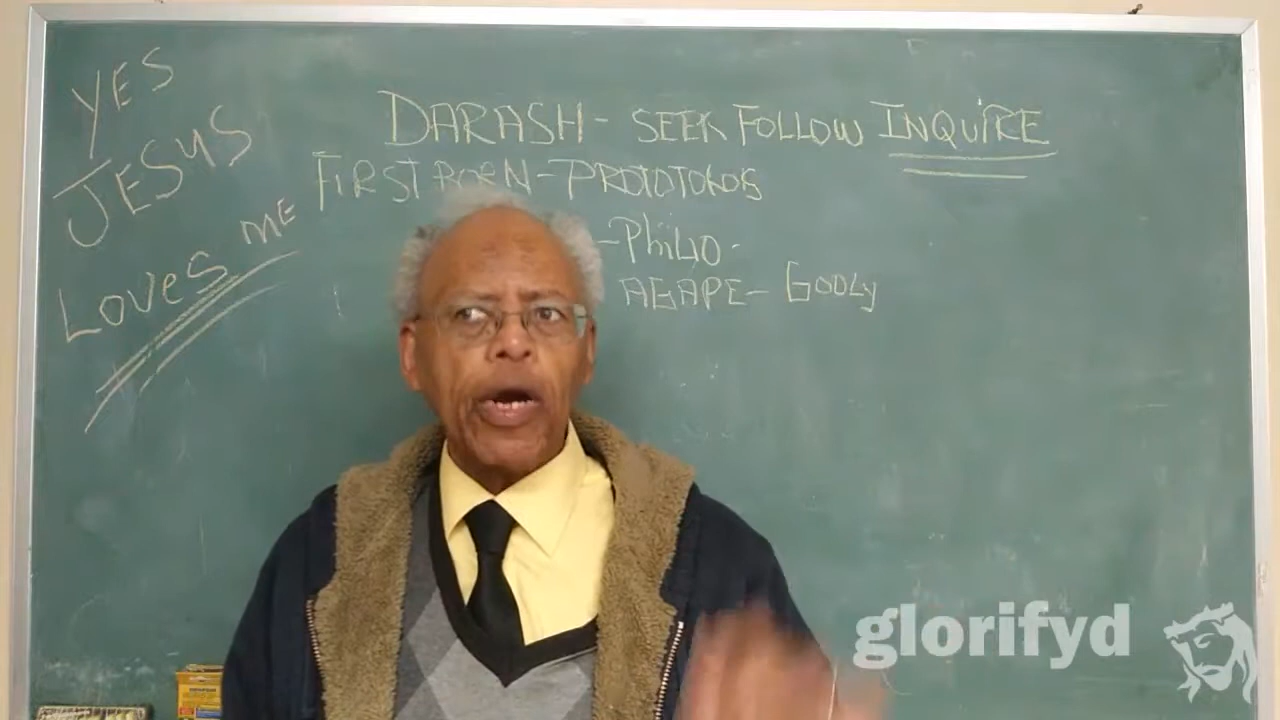 YES
JESUS
LOVES ME
DARASH - SEEK FOLLOW INQUIRE
FIRST BORN - PROTOTOKOS
- PhiLIO -
AGAPE - GODLy
glorifyd